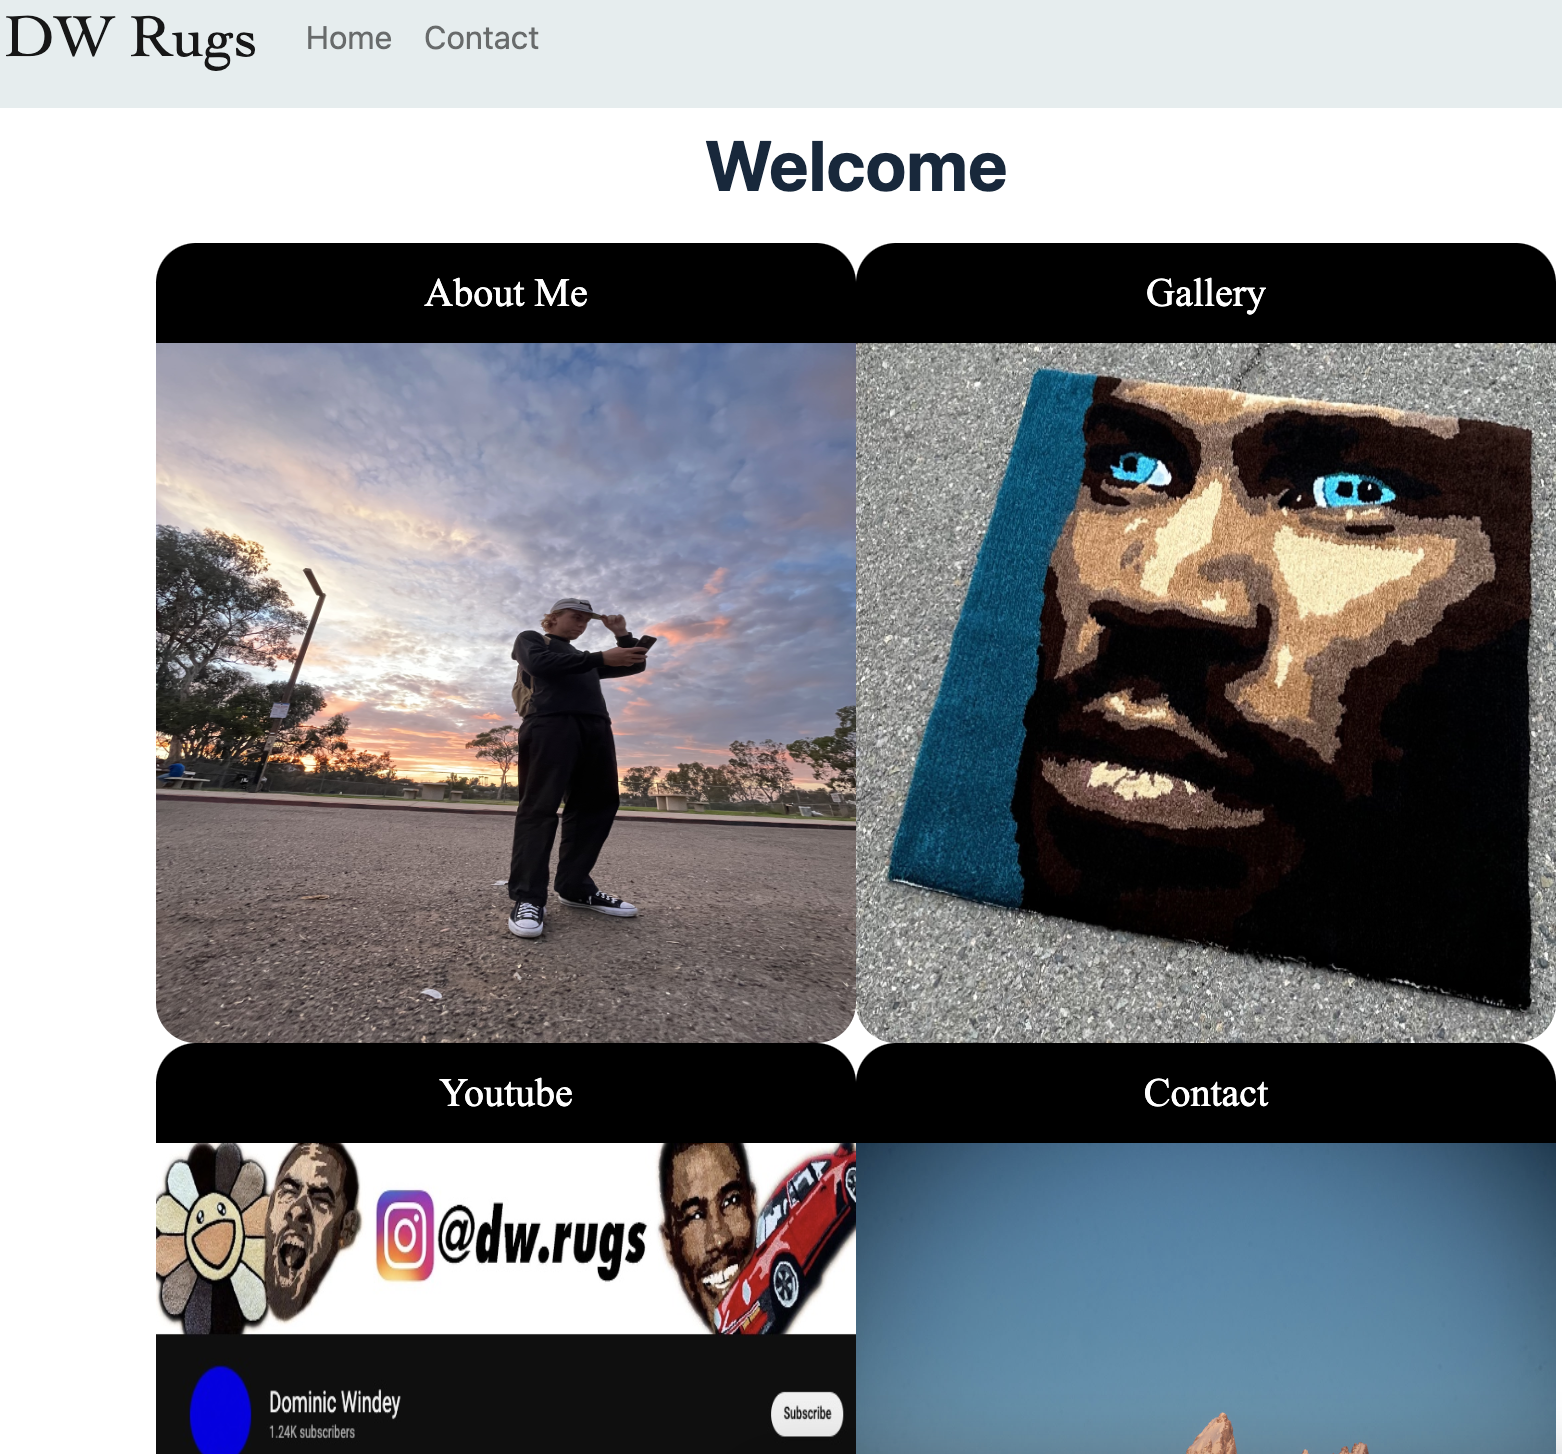 DW Rugs Home Contact
Welcome
About Me
Gallery
Youtube
Contact
@dw.rugs
Dominic Windey
1.24K subscribers
Subscribe